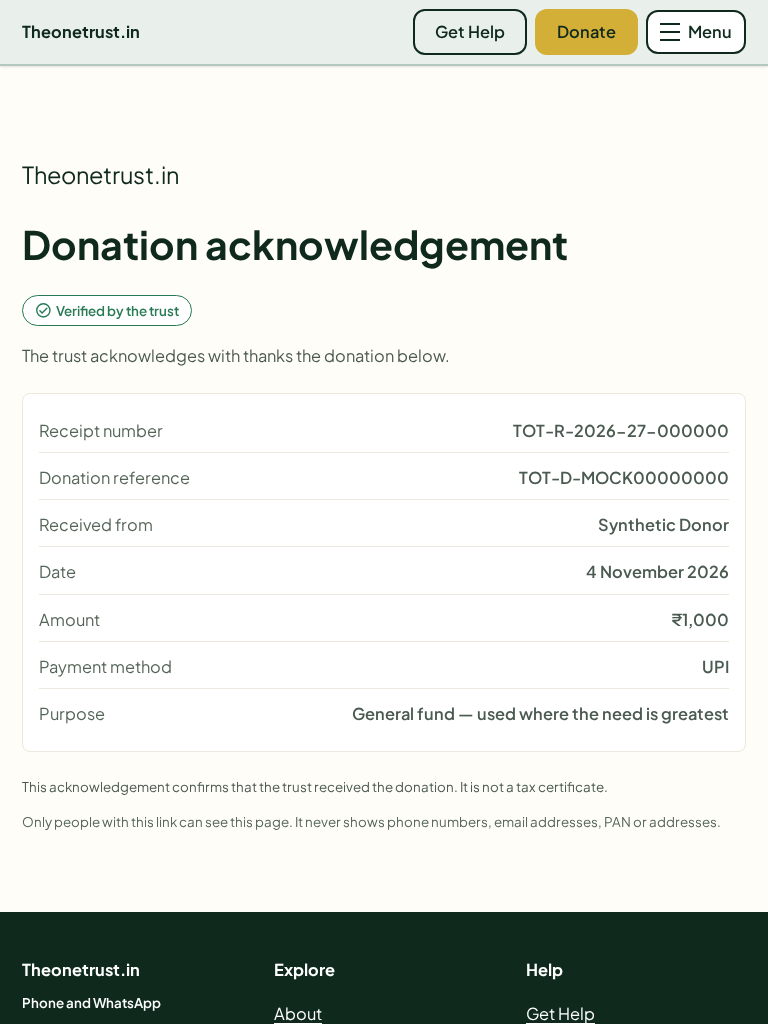 Theonetrust.in
Get Help
Donate
Menu
Theonetrust.in
Donation acknowledgement
Verified by the trust
The trust acknowledges with thanks the donation below.
Receipt number TOT-R-2026-27-000000
Donation reference TOT-D-MOCK00000000
Received from Synthetic Donor
Date 4 November 2026
Amount ₹1,000
Payment method UPI
Purpose General fund — used where the need is greatest
This acknowledgement confirms that the trust received the donation. It is not a tax certificate.
Only people with this link can see this page. It never shows phone numbers, email addresses, PAN or addresses.
Theonetrust.in
Phone and WhatsApp
Explore
About
Help
Get Help